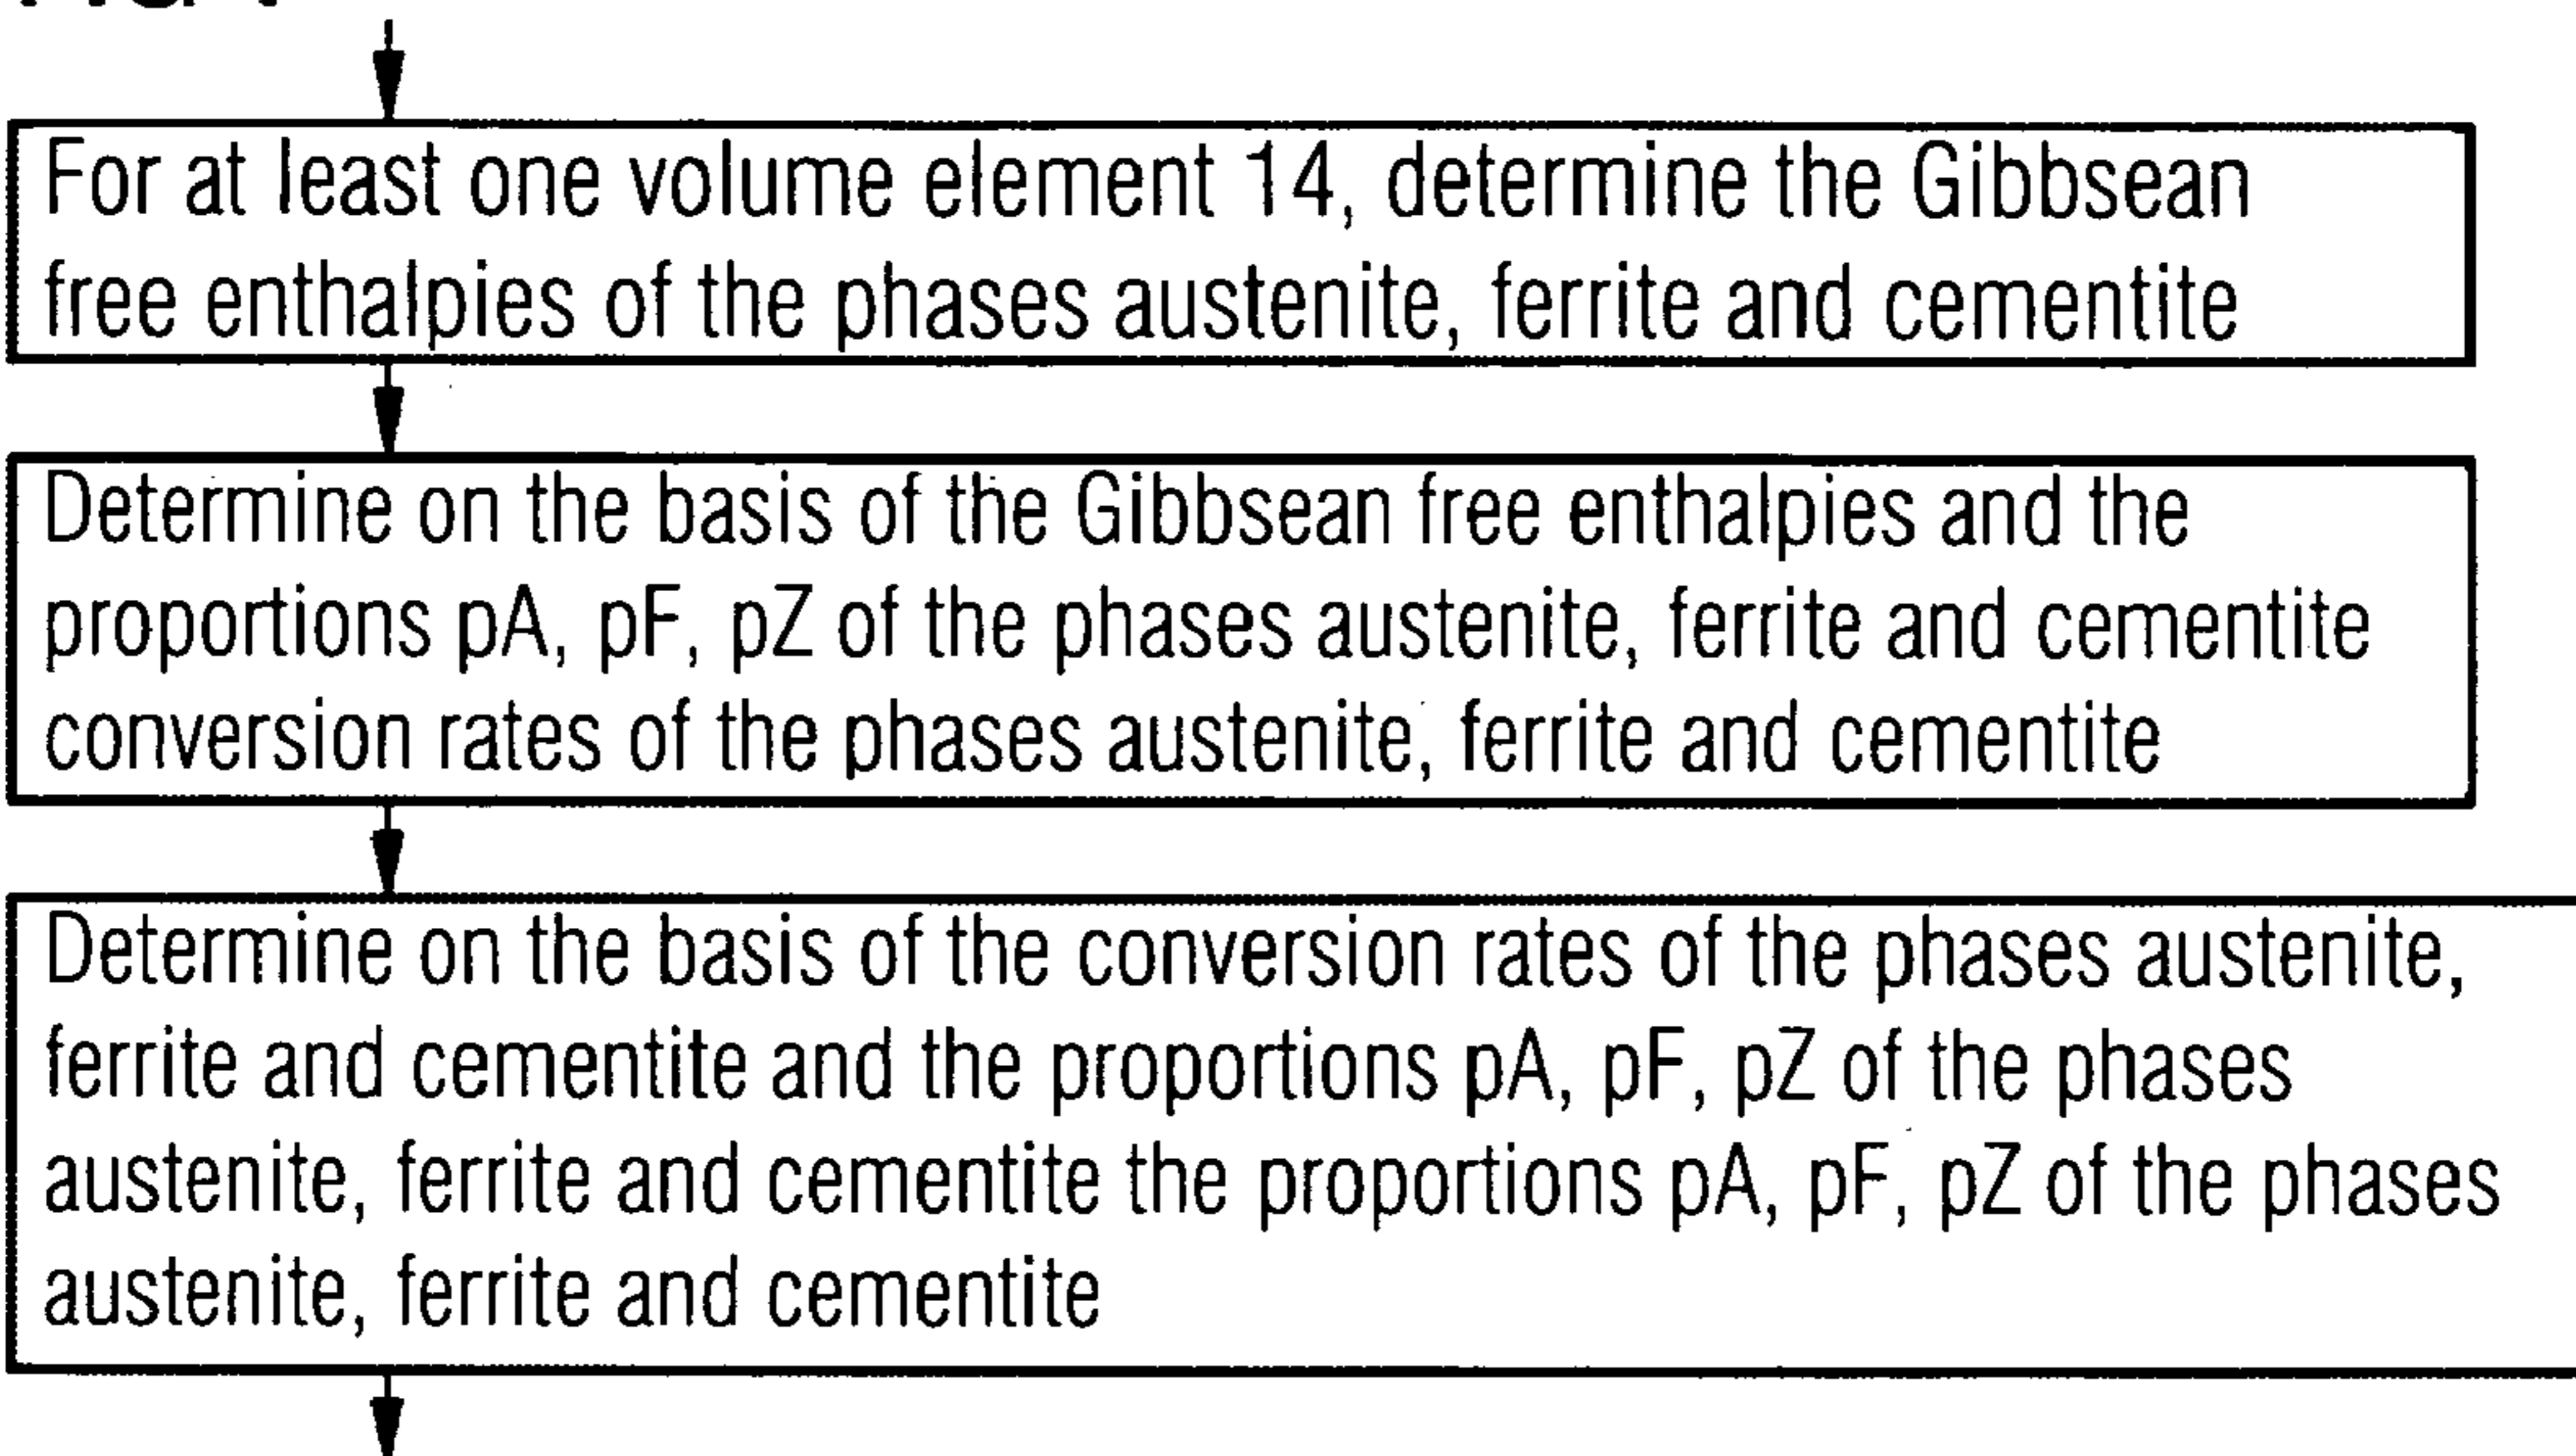 For at least one volume element 14, determine the Gibbsean
free enthalpies of the phases austenite, ferrite and cementite
Determine on the basis of the Gibbsean free enthalpies and the
proportions pA, pF, pZ of the phases austenite, ferrite and cementite
conversion rates of the phases austenite, ferrite and cementite
Determine on the basis of the conversion rates of the phases austenite,
ferrite and cementite and the proportions pA, pF, pZ of the phases
austenite, ferrite and cementite the proportions pA, pF, pZ of the phases
austenite, ferrite and cementite